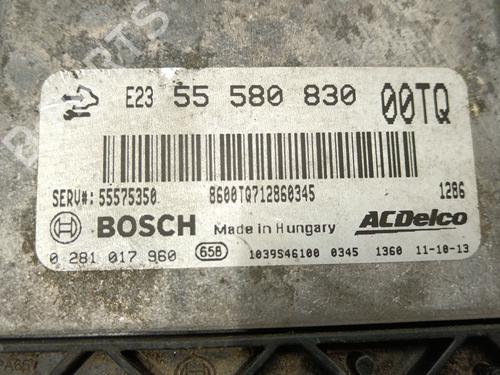 E23 55 580 830 00TQ
SERV#: 55575350 8600TQ712860345 1286
BOSCH Made in Hungary ACDelco
0 281 017 960 658 1039S46100 0345 1360 11-10-13